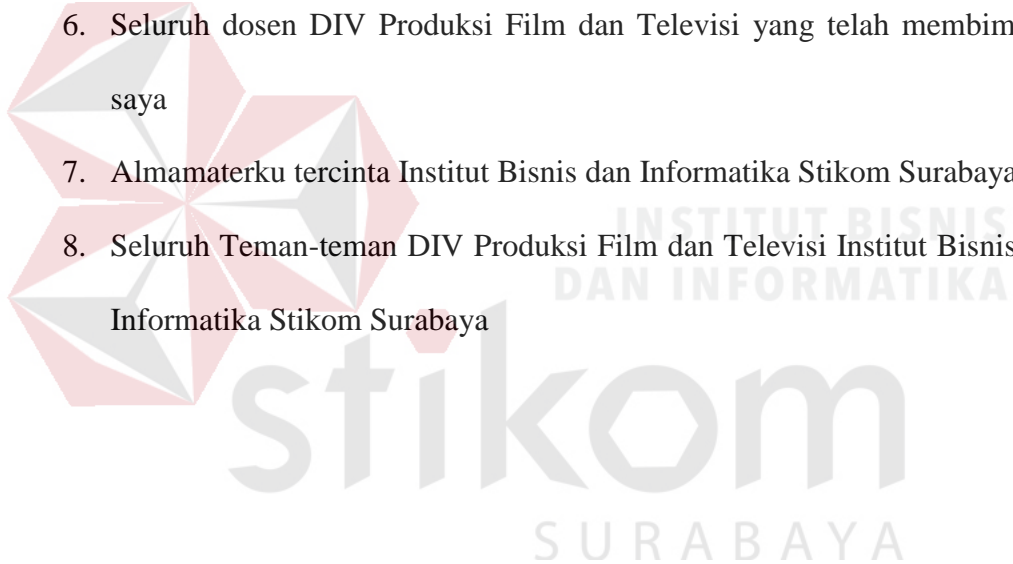 6. Seluruh dosen DIV Produksi Film dan Televisi yang telah membim
saya
7. Almamaterku tercinta Institut Bisnis dan Informatika Stikom Surabaya
8. Seluruh Teman-teman DIV Produksi Film dan Televisi Institut Bisnis
Informatika Stikom Surabaya
INSTITUT BISNIS
DAN INFORMATIKA
stikom
SURABAYA